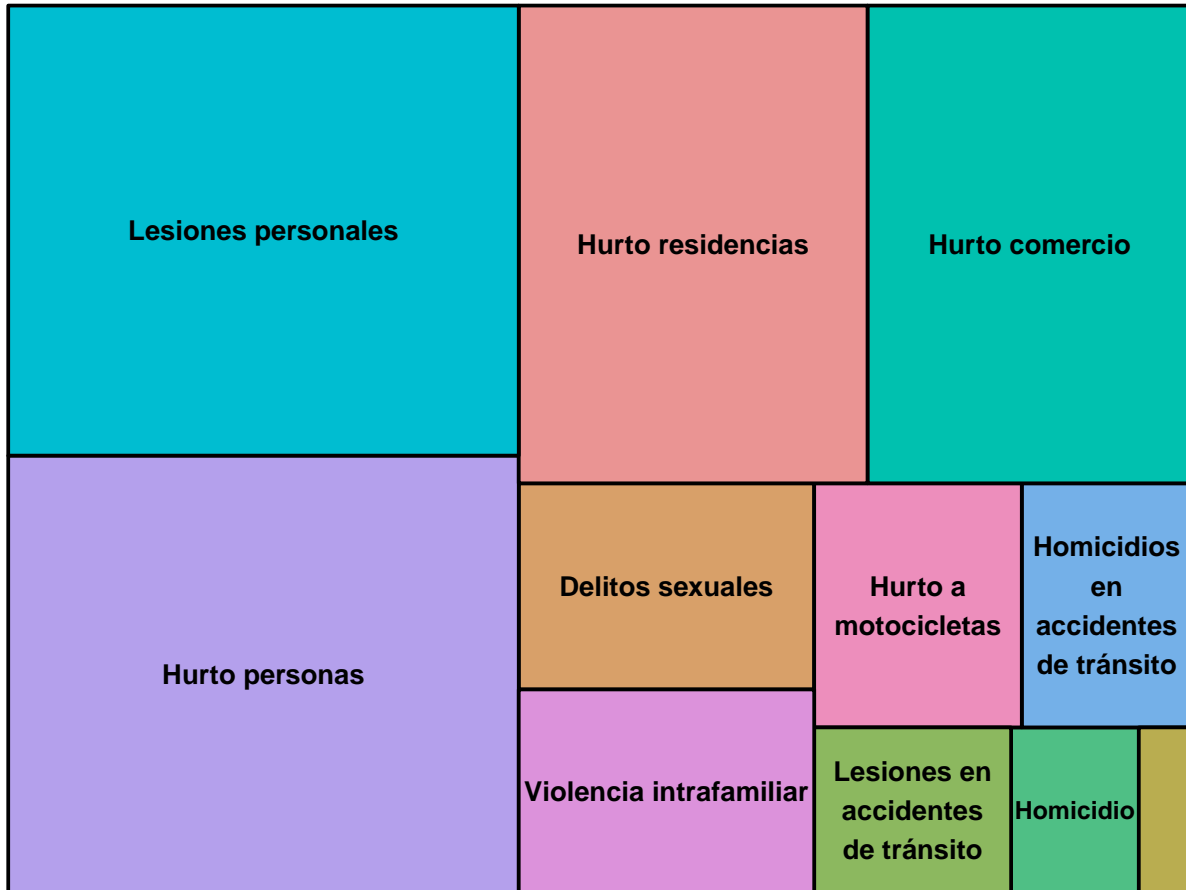 Lesiones personales
Hurto residencias
Hurto comercio
Hurto personas
Delitos sexuales
Hurto a
motocicletas
Homicidios
en
accidentes
de tránsito
Violencia intrafamiliar
Lesiones en
accidentes
de tránsito
Homicidio